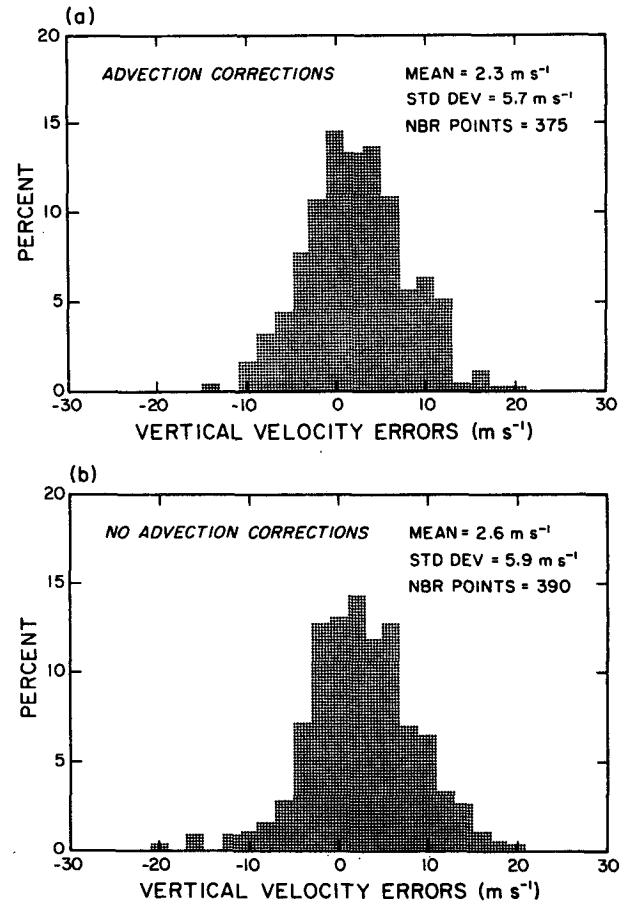 (a)
20
ADVECTION CORRECTIONS
MEAN = 2.3 m s⁻¹
STD DEV = 5.7 m s⁻¹
NBR POINTS = 375
15
10
5
0
PERCENT
-30 -20 -10 0 10 20 30
VERTICAL VELOCITY ERRORS (m s⁻¹)
(b)
20
NO ADVECTION CORRECTIONS
MEAN = 2.6 m s⁻¹
STD DEV = 5.9 m s⁻¹
NBR POINTS = 390
15
10
5
0
PERCENT
-30 -20 -10 0 10 20 30
VERTICAL VELOCITY ERRORS (m s⁻¹)